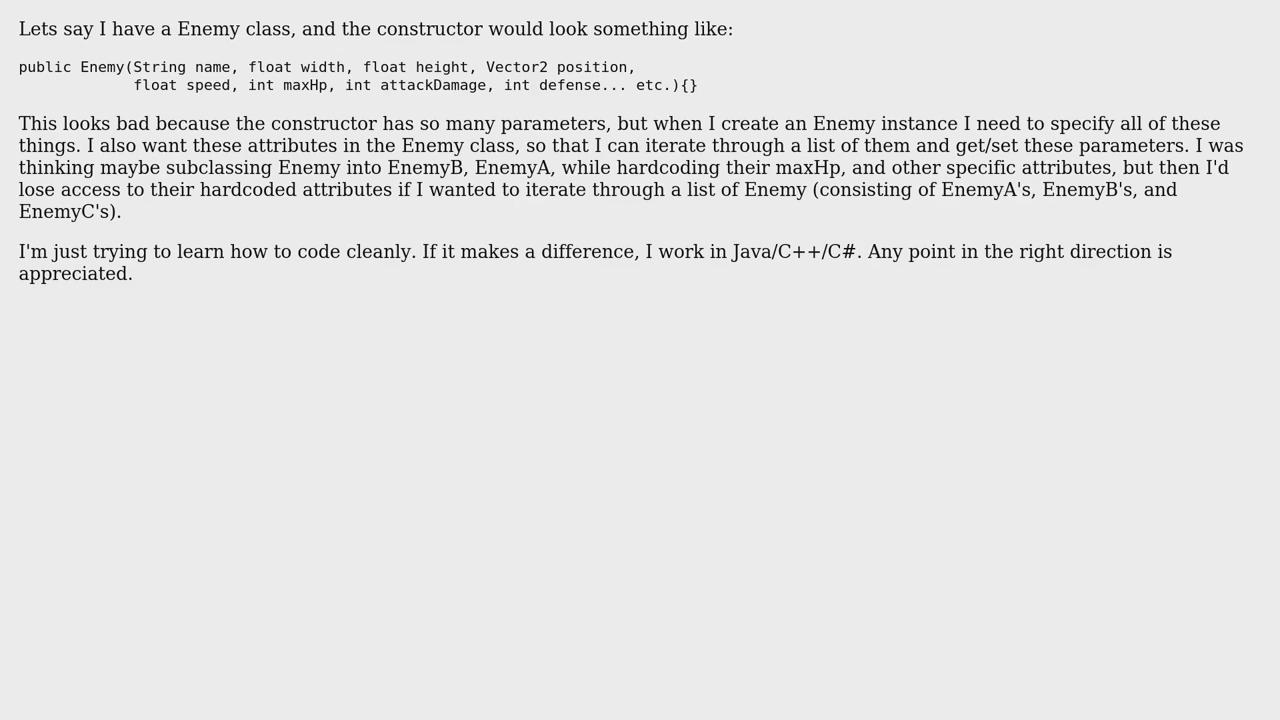 Lets say I have a Enemy class, and the constructor would look something like:
public Enemy(String name, float width, float height, Vector2 position,
float speed, int maxHp, int attackDamage, int defense... etc.){}
This looks bad because the constructor has so many parameters, but when I create an Enemy instance I need to specify all of these
things. I also want these attributes in the Enemy class, so that I can iterate through a list of them and get/set these parameters. I was
thinking maybe subclassing Enemy into EnemyB, EnemyA, while hardcoding their maxHp, and other specific attributes, but then I'd
lose access to their hardcoded attributes if I wanted to iterate through a list of Enemy (consisting of EnemyA's, EnemyB's, and
EnemyC's).
I'm just trying to learn how to code cleanly. If it makes a difference, I work in Java/C++/C#. Any point in the right direction is
appreciated.